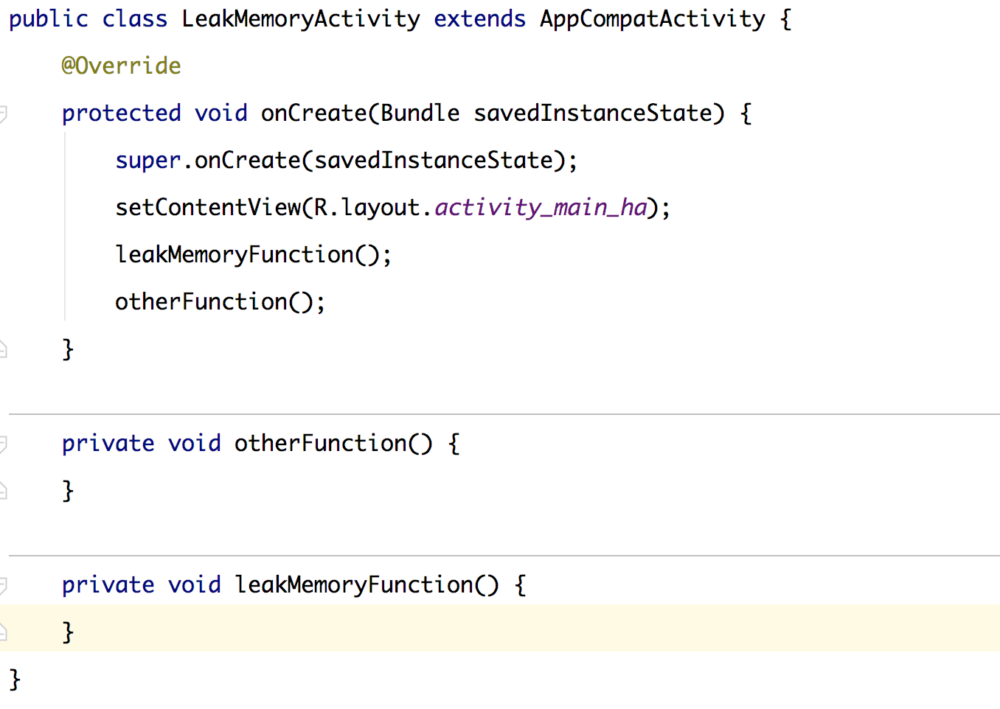 public class LeakMemoryActivity extends AppCompatActivity {
    @Override
    protected void onCreate(Bundle savedInstanceState) {
        super.onCreate(savedInstanceState);
        setContentView(R.layout.activity_main_ha);
        leakMemoryFunction();
        otherFunction();
    }
    private void otherFunction() {
    }
    private void leakMemoryFunction() {
    }
}